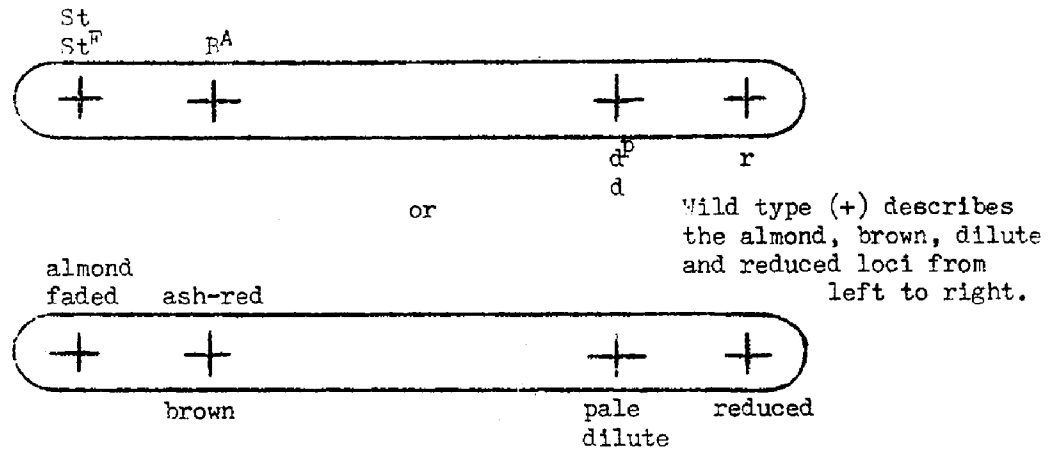 St
St^F B^A
+ + + +
d^p r
d
or
Wild type (+) describes
the almond, brown, dilute
and reduced loci from
left to right.
almond
faded ash-red
+ + + +
brown pale reduced
dilute